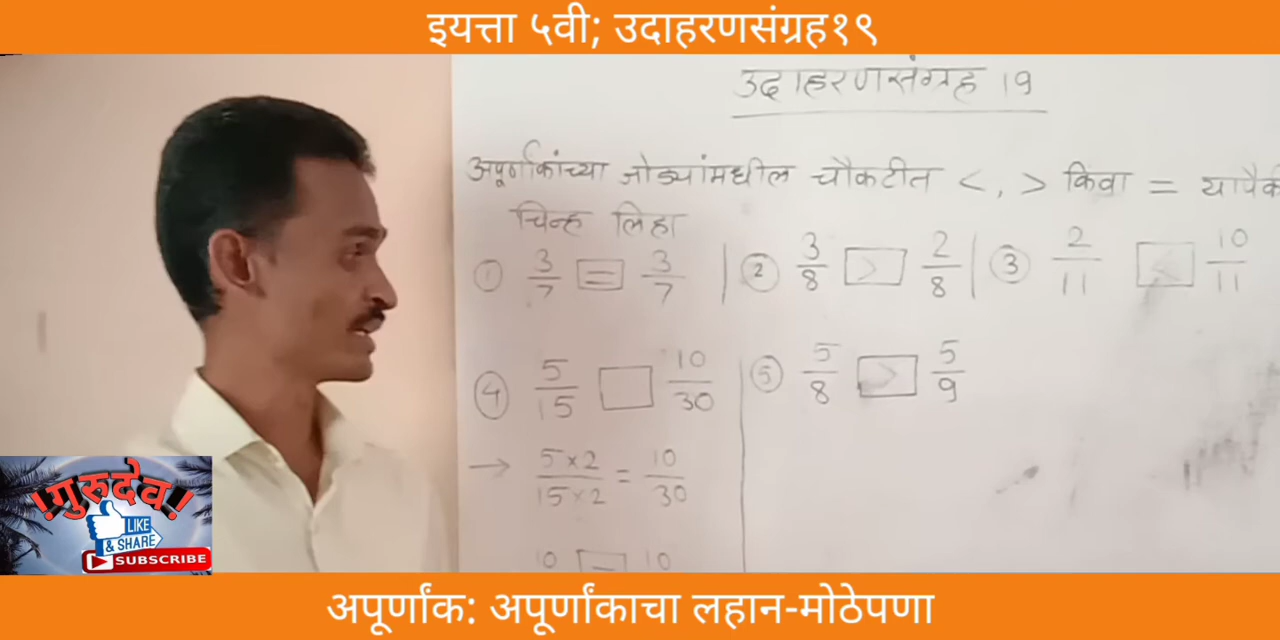 इयत्ता ५वी; उदाहरणसंग्रह१९
उदाहरणसंग्रह 19
अपूर्णांकांच्या जोड्यांमधील चौकटीत <, > किंवा = यापैकी
चिन्ह लिहा
① 3/7 = 3/7 | ② 3/8 > 2/8 | ③ 2/11 < 10/11
④ 5/15 □ 10/30 | ⑤ 5/8 > 5/9
→ 5×2/15×2 = 10/30
10 = 10
!गुरुदेव!
LIKE
& SHARE
SUBSCRIBE
अपूर्णांक: अपूर्णांकाचा लहान-मोठेपणा